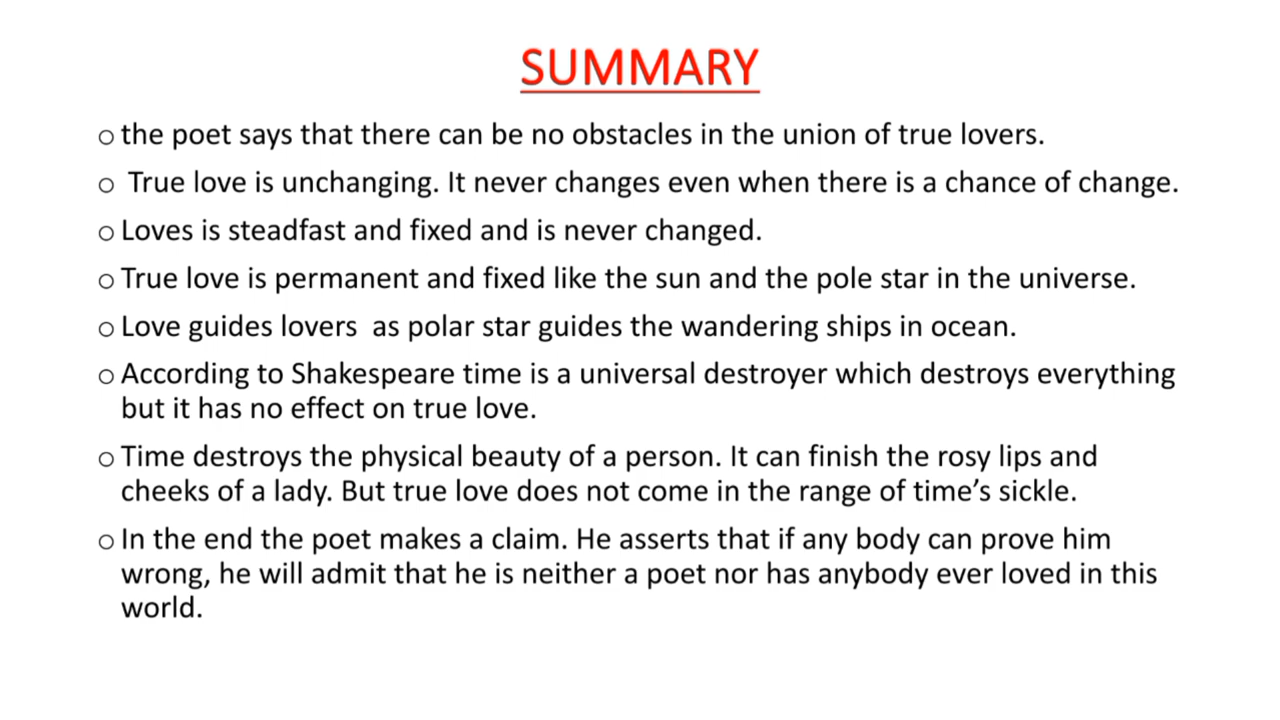 SUMMARY
○ the poet says that there can be no obstacles in the union of true lovers.
○ True love is unchanging. It never changes even when there is a chance of change.
○ Loves is steadfast and fixed and is never changed.
○ True love is permanent and fixed like the sun and the pole star in the universe.
○ Love guides lovers as polar star guides the wandering ships in ocean.
○ According to Shakespeare time is a universal destroyer which destroys everything
but it has no effect on true love.
○ Time destroys the physical beauty of a person. It can finish the rosy lips and
cheeks of a lady. But true love does not come in the range of time’s sickle.
○ In the end the poet makes a claim. He asserts that if any body can prove him
wrong, he will admit that he is neither a poet nor has anybody ever loved in this
world.